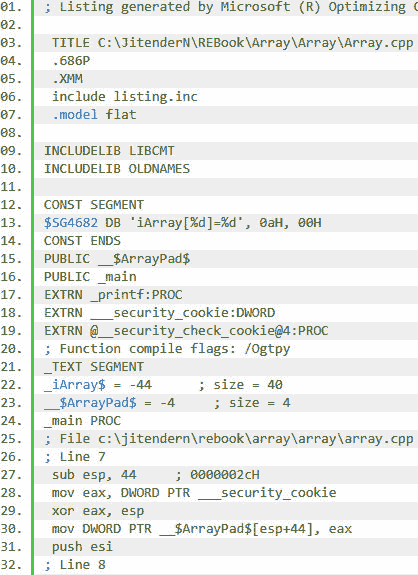 01. ; Listing generated by Microsoft (R) Optimizing
02.
03. TITLE C:\JitenderN\REBook\Array\Array\Array.cpp
04. .686P
05. .XMM
06. include listing.inc
07. .model flat
08.
09. INCLUDELIB LIBCMT
10. INCLUDELIB OLDNAMES
11.
12. CONST SEGMENT
13. $SG4682 DB 'iArray[%d]=%d', 0aH, 00H
14. CONST ENDS
15. PUBLIC __$ArrayPad$
16. PUBLIC _main
17. EXTRN _printf:PROC
18. EXTRN ___security_cookie:DWORD
19. EXTRN @__security_check_cookie@4:PROC
20. ; Function compile flags: /Ogtpy
21. _TEXT SEGMENT
22. _iArray$ = -44 ; size = 40
23. __$ArrayPad$ = -4 ; size = 4
24. _main PROC
25. ; File c:\jitendern\rebook\array\array\array.cpp
26. ; Line 7
27. sub esp, 44 ; 0000002cH
28. mov eax, DWORD PTR ___security_cookie
29. xor eax, esp
30. mov DWORD PTR __$ArrayPad$[esp+44], eax
31. push esi
32. ; Line 8